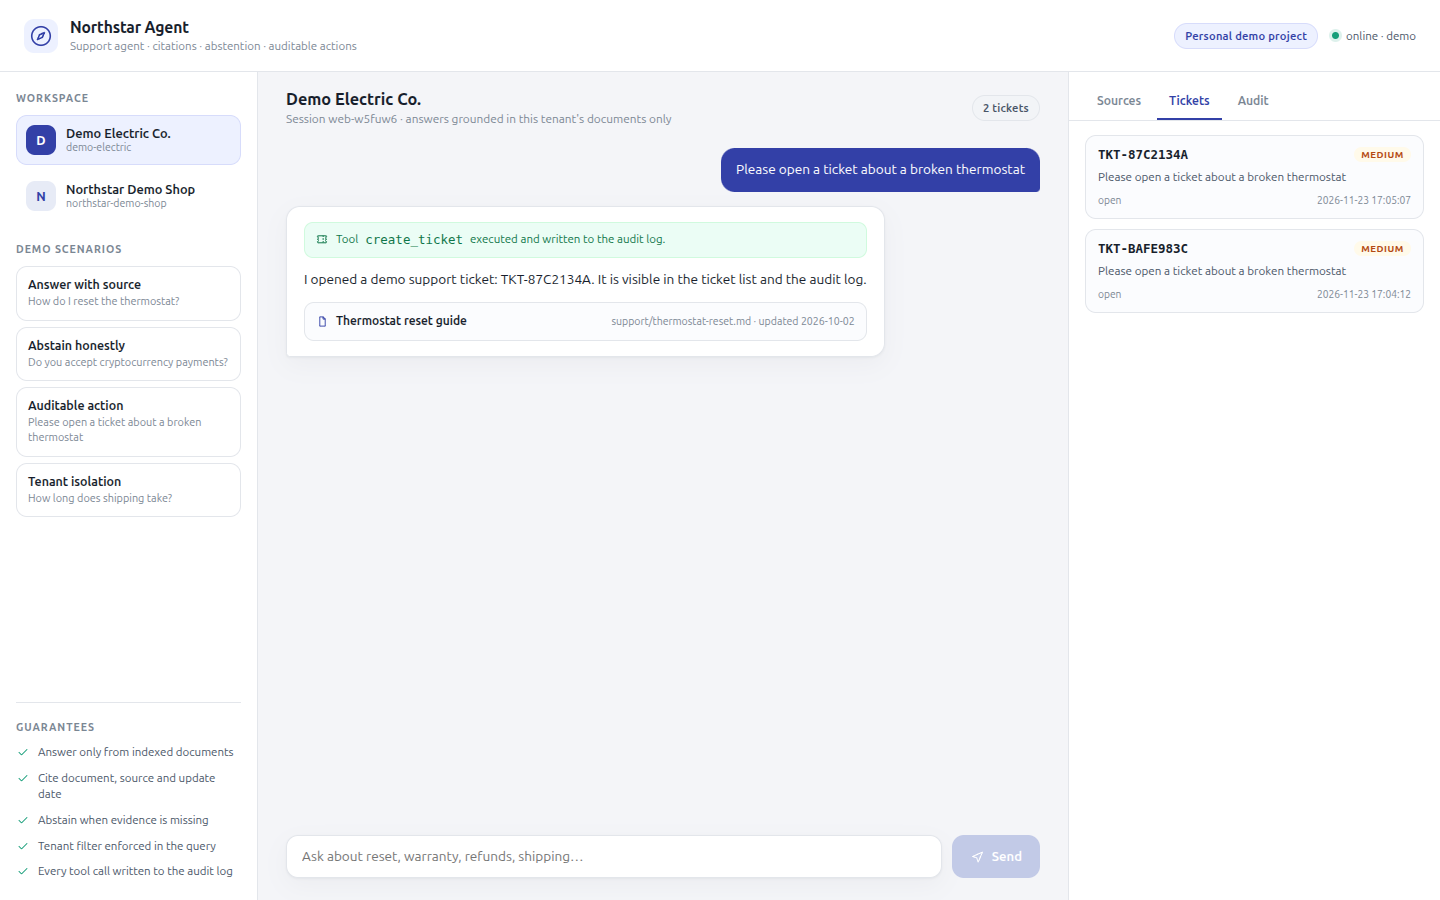 Northstar Agent
Support agent · citations · abstention · auditable actions
Personal demo project
online · demo
WORKSPACE
D
Demo Electric Co.
demo-electric
N
Northstar Demo Shop
northstar-demo-shop
DEMO SCENARIOS
Answer with source
How do I reset the thermostat?
Abstain honestly
Do you accept cryptocurrency payments?
Auditable action
Please open a ticket about a broken
thermostat
Tenant isolation
How long does shipping take?
GUARANTEES
Answer only from indexed documents
Cite document, source and update
date
Abstain when evidence is missing
Tenant filter enforced in the query
Every tool call written to the audit log
Demo Electric Co.
Session web-w5fuw6 · answers grounded in this tenant's documents only
2 tickets
Please open a ticket about a broken thermostat
Tool create_ticket executed and written to the audit log.
I opened a demo support ticket: TKT-87C2134A. It is visible in the ticket list and the audit log.
Thermostat reset guide
support/thermostat-reset.md · updated 2026-10-02
Ask about reset, warranty, refunds, shipping...
Send
Sources
Tickets
Audit
TKT-87C2134A
MEDIUM
Please open a ticket about a broken thermostat
open
2026-11-23 17:05:07
TKT-BAFE983C
MEDIUM
Please open a ticket about a broken thermostat
open
2026-11-23 17:04:12